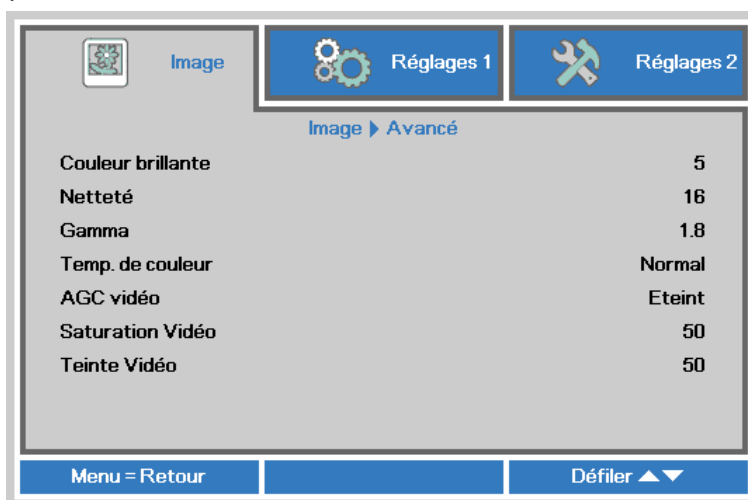 Image
Réglages 1
Réglages 2
Image ▶ Avancé
Couleur brillante 5
Netteté 16
Gamma 1.8
Temp. de couleur Normal
AGC vidéo Eteint
Saturation Vidéo 50
Teinte Vidéo 50
Menu = Retour
Défiler ▲▼